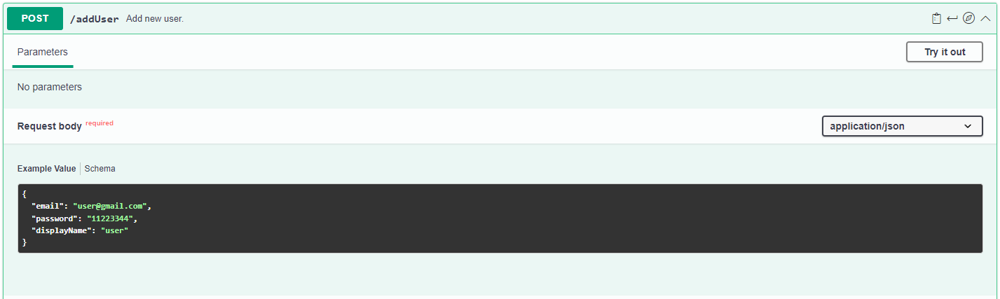 POST /addUser Add new user.
Parameters Try it out
No parameters
Request body required application/json
Example Value Schema
{
  "email": "user@gmail.com",
  "password": "11223344",
  "displayName": "user"
}